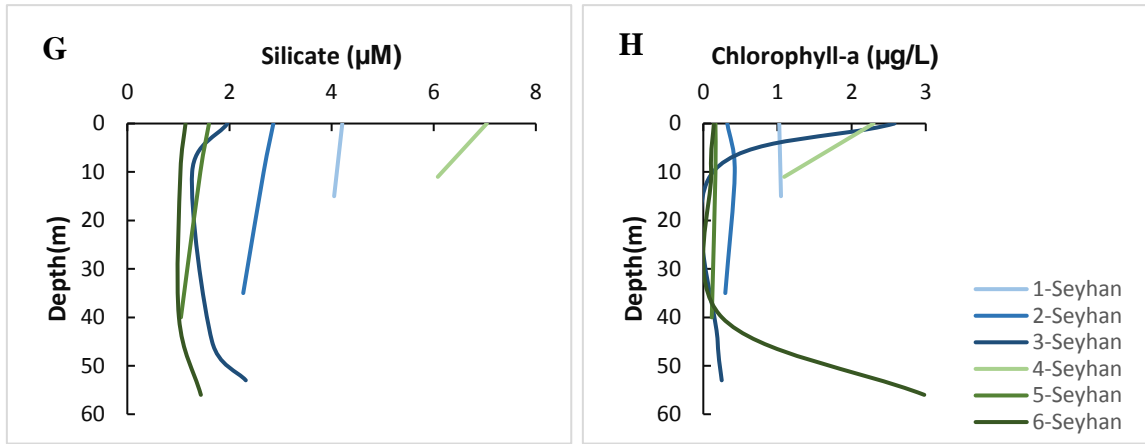 G
Silicate (µM)
0 2 4 6 8
0
10
20
30
40
50
60
Depth(m)
H
Chlorophyll-a (µg/L)
0 1 2 3
0
10
20
30
40
50
60
Depth(m)
1-Seyhan
2-Seyhan
3-Seyhan
4-Seyhan
5-Seyhan
6-Seyhan